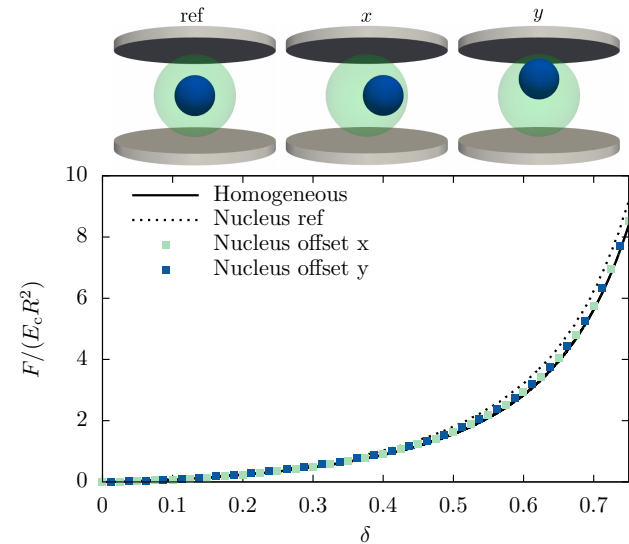 ref x y
10
8
6
4
2
0
F/(E_c R^2)
Homogeneous
Nucleus ref
Nucleus offset x
Nucleus offset y
0 0.1 0.2 0.3 0.4 0.5 0.6 0.7
δ